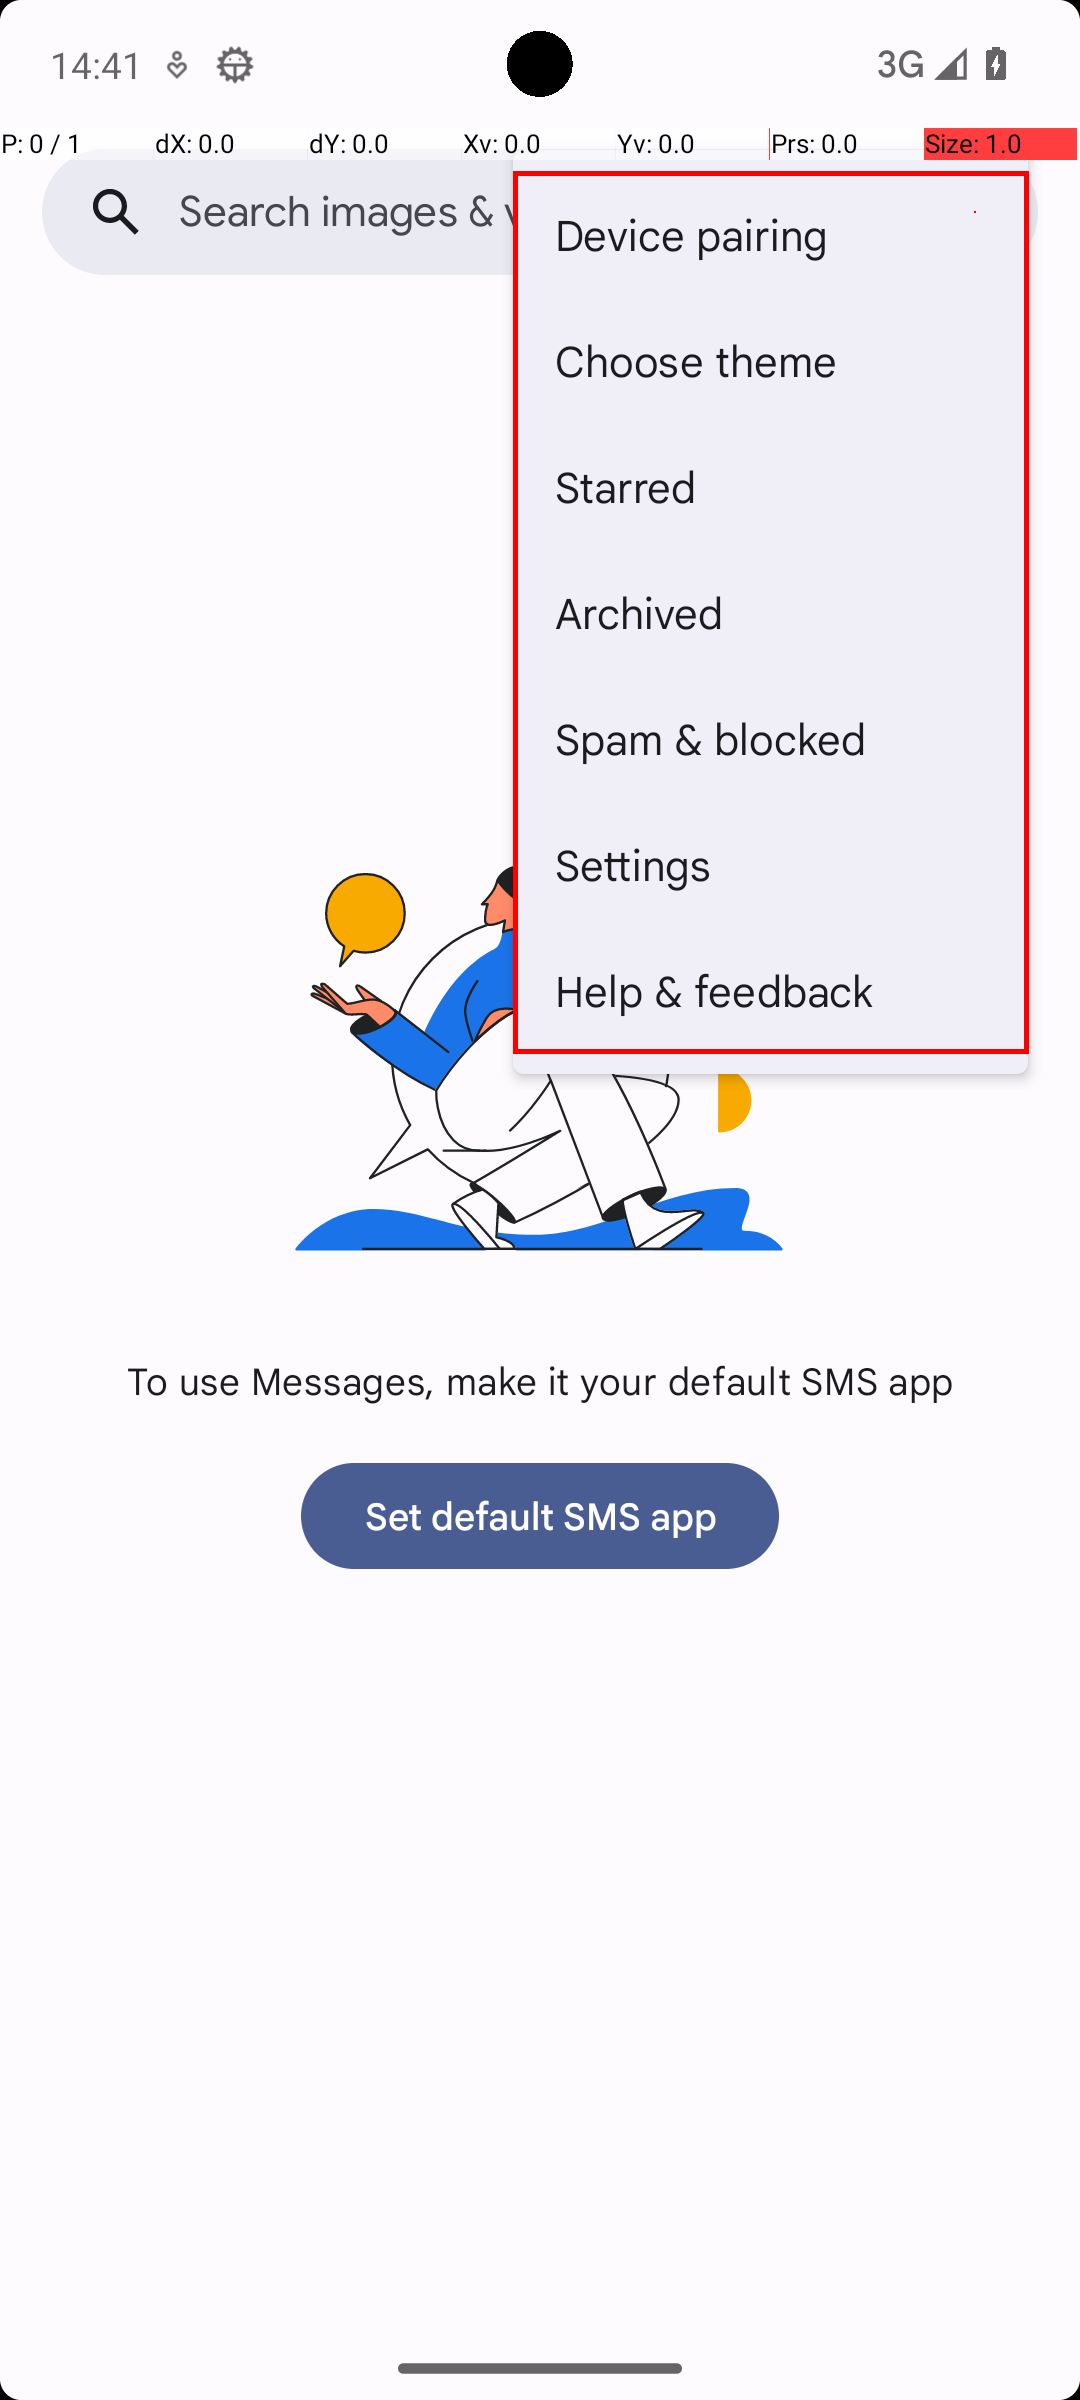 14:41
3G
P: 0 / 1 dX: 0.0 dY: 0.0 Xv: 0.0 Yv: 0.0 Prs: 0.0 Size: 1.0
Search images &
Device pairing
Choose theme
Starred
Archived
Spam & blocked
Settings
Help & feedback
To use Messages, make it your default SMS app
Set default SMS app